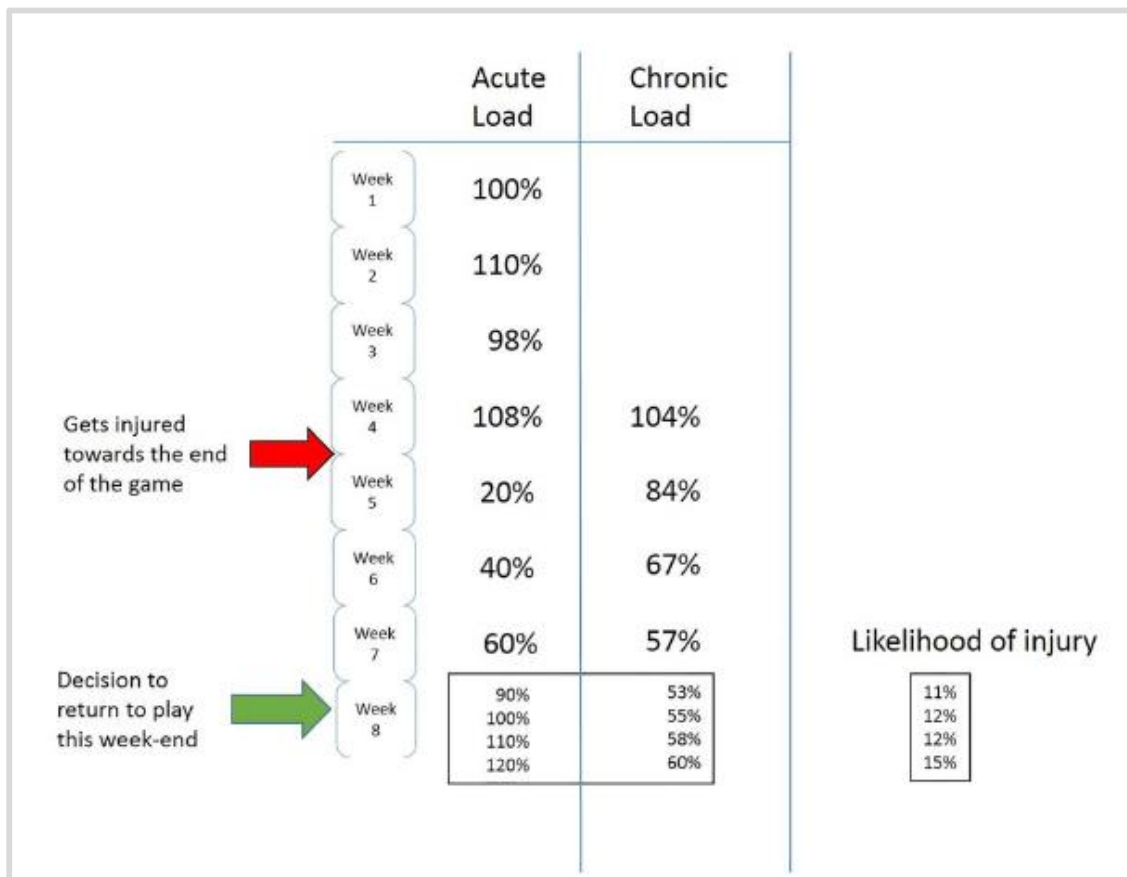 Acute Chronic
Load Load
Week
1
100%
Week
2
110%
Week
3
98%
Week
4
108% 104%
Gets injured
towards the end
of the game
Week
5
20% 84%
Week
6
40% 67%
Week
7
60% 57%
Likelihood of injury
Decision to
return to play
this week-end
Week
8
90% 53% 11%
100% 55% 12%
110% 58% 12%
120% 60% 15%